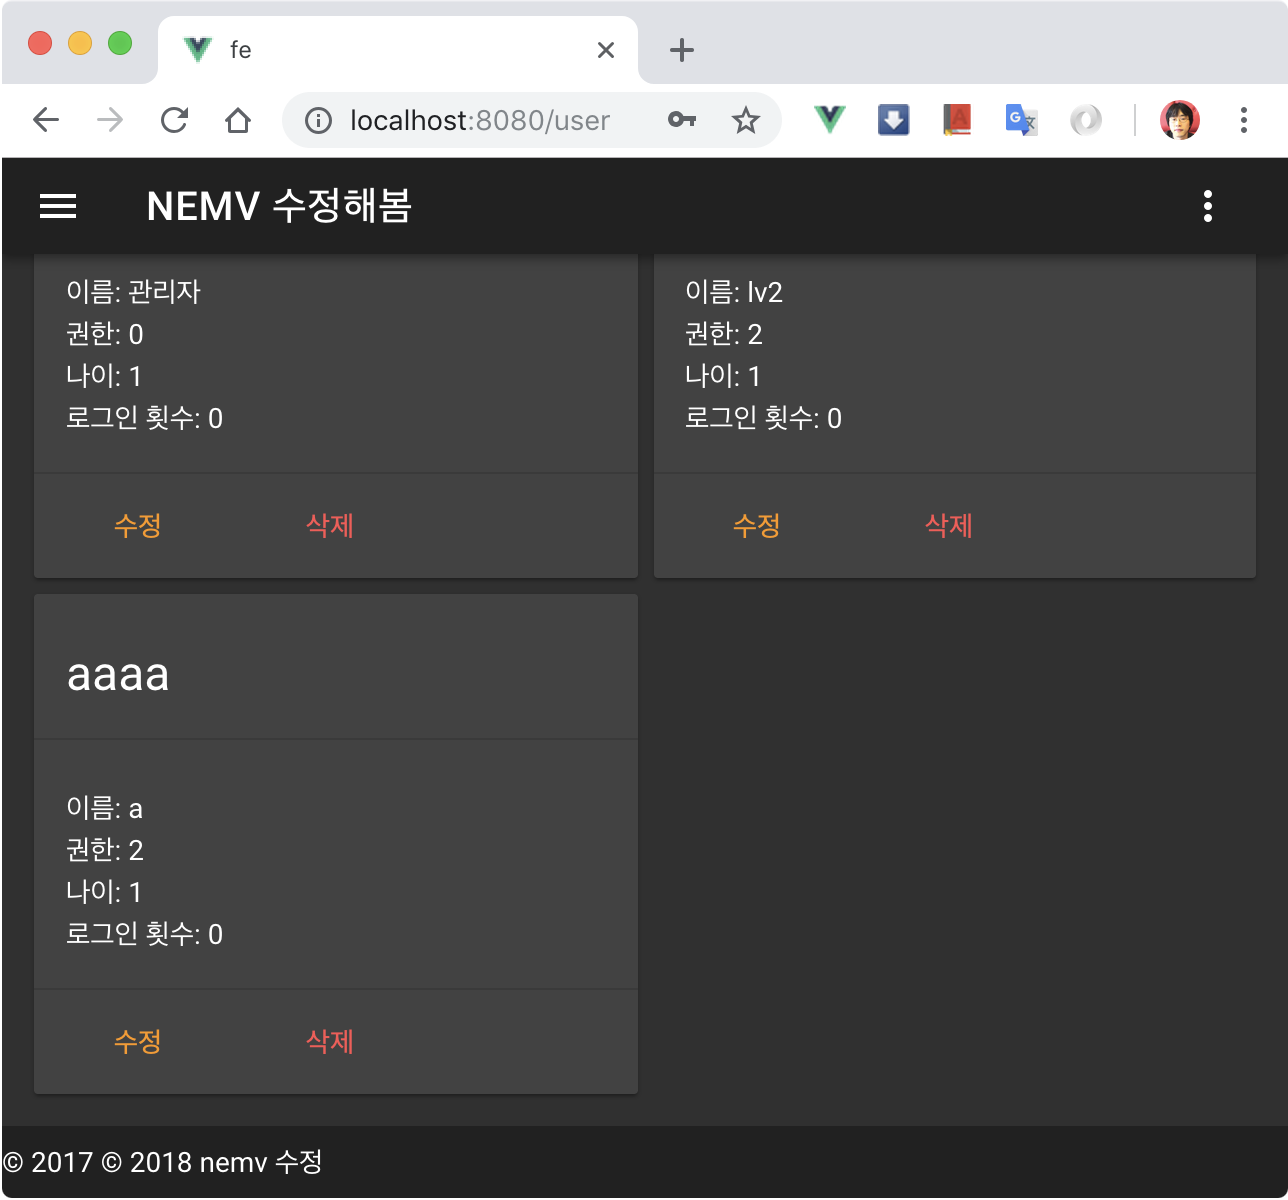 fe
localhost:8080/user
NEMV 수정해봄
이름: 관리자
권한: 0
나이: 1
로그인 횟수: 0
수정 삭제
이름: lv2
권한: 2
나이: 1
로그인 횟수: 0
수정 삭제
aaaa
이름: a
권한: 2
나이: 1
로그인 횟수: 0
수정 삭제
© 2017 © 2018 nemv 수정